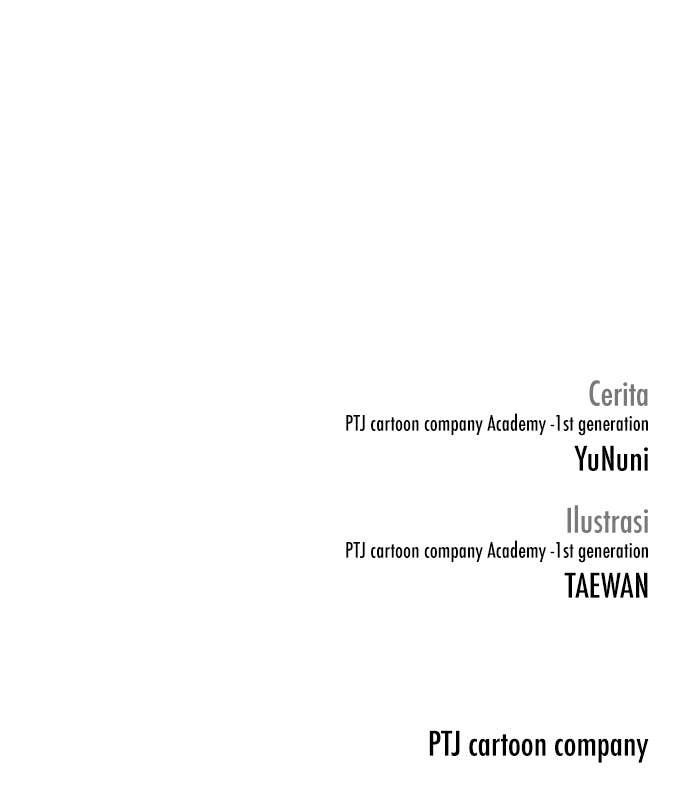 Cerita
PTJ cartoon company Academy -1st generation
YuNuni
Ilustrasi
PTJ cartoon company Academy -1st generation
TAEWAN
PTJ cartoon company